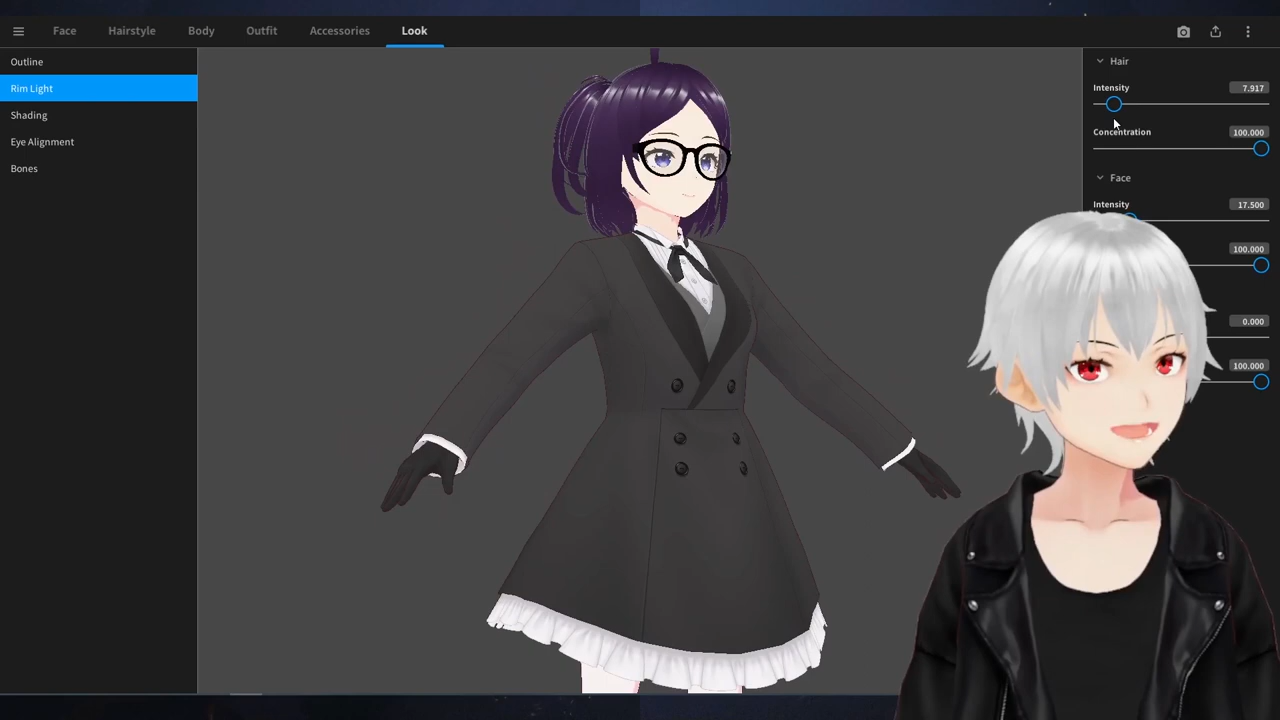 Face Hairstyle Body Outfit Accessories Look
Outline
Rim Light
Shading
Eye Alignment
Bones
Hair
Intensity 7.917
Concentration 100.000
Face
Intensity 17.500
100.000
0.000
100.000